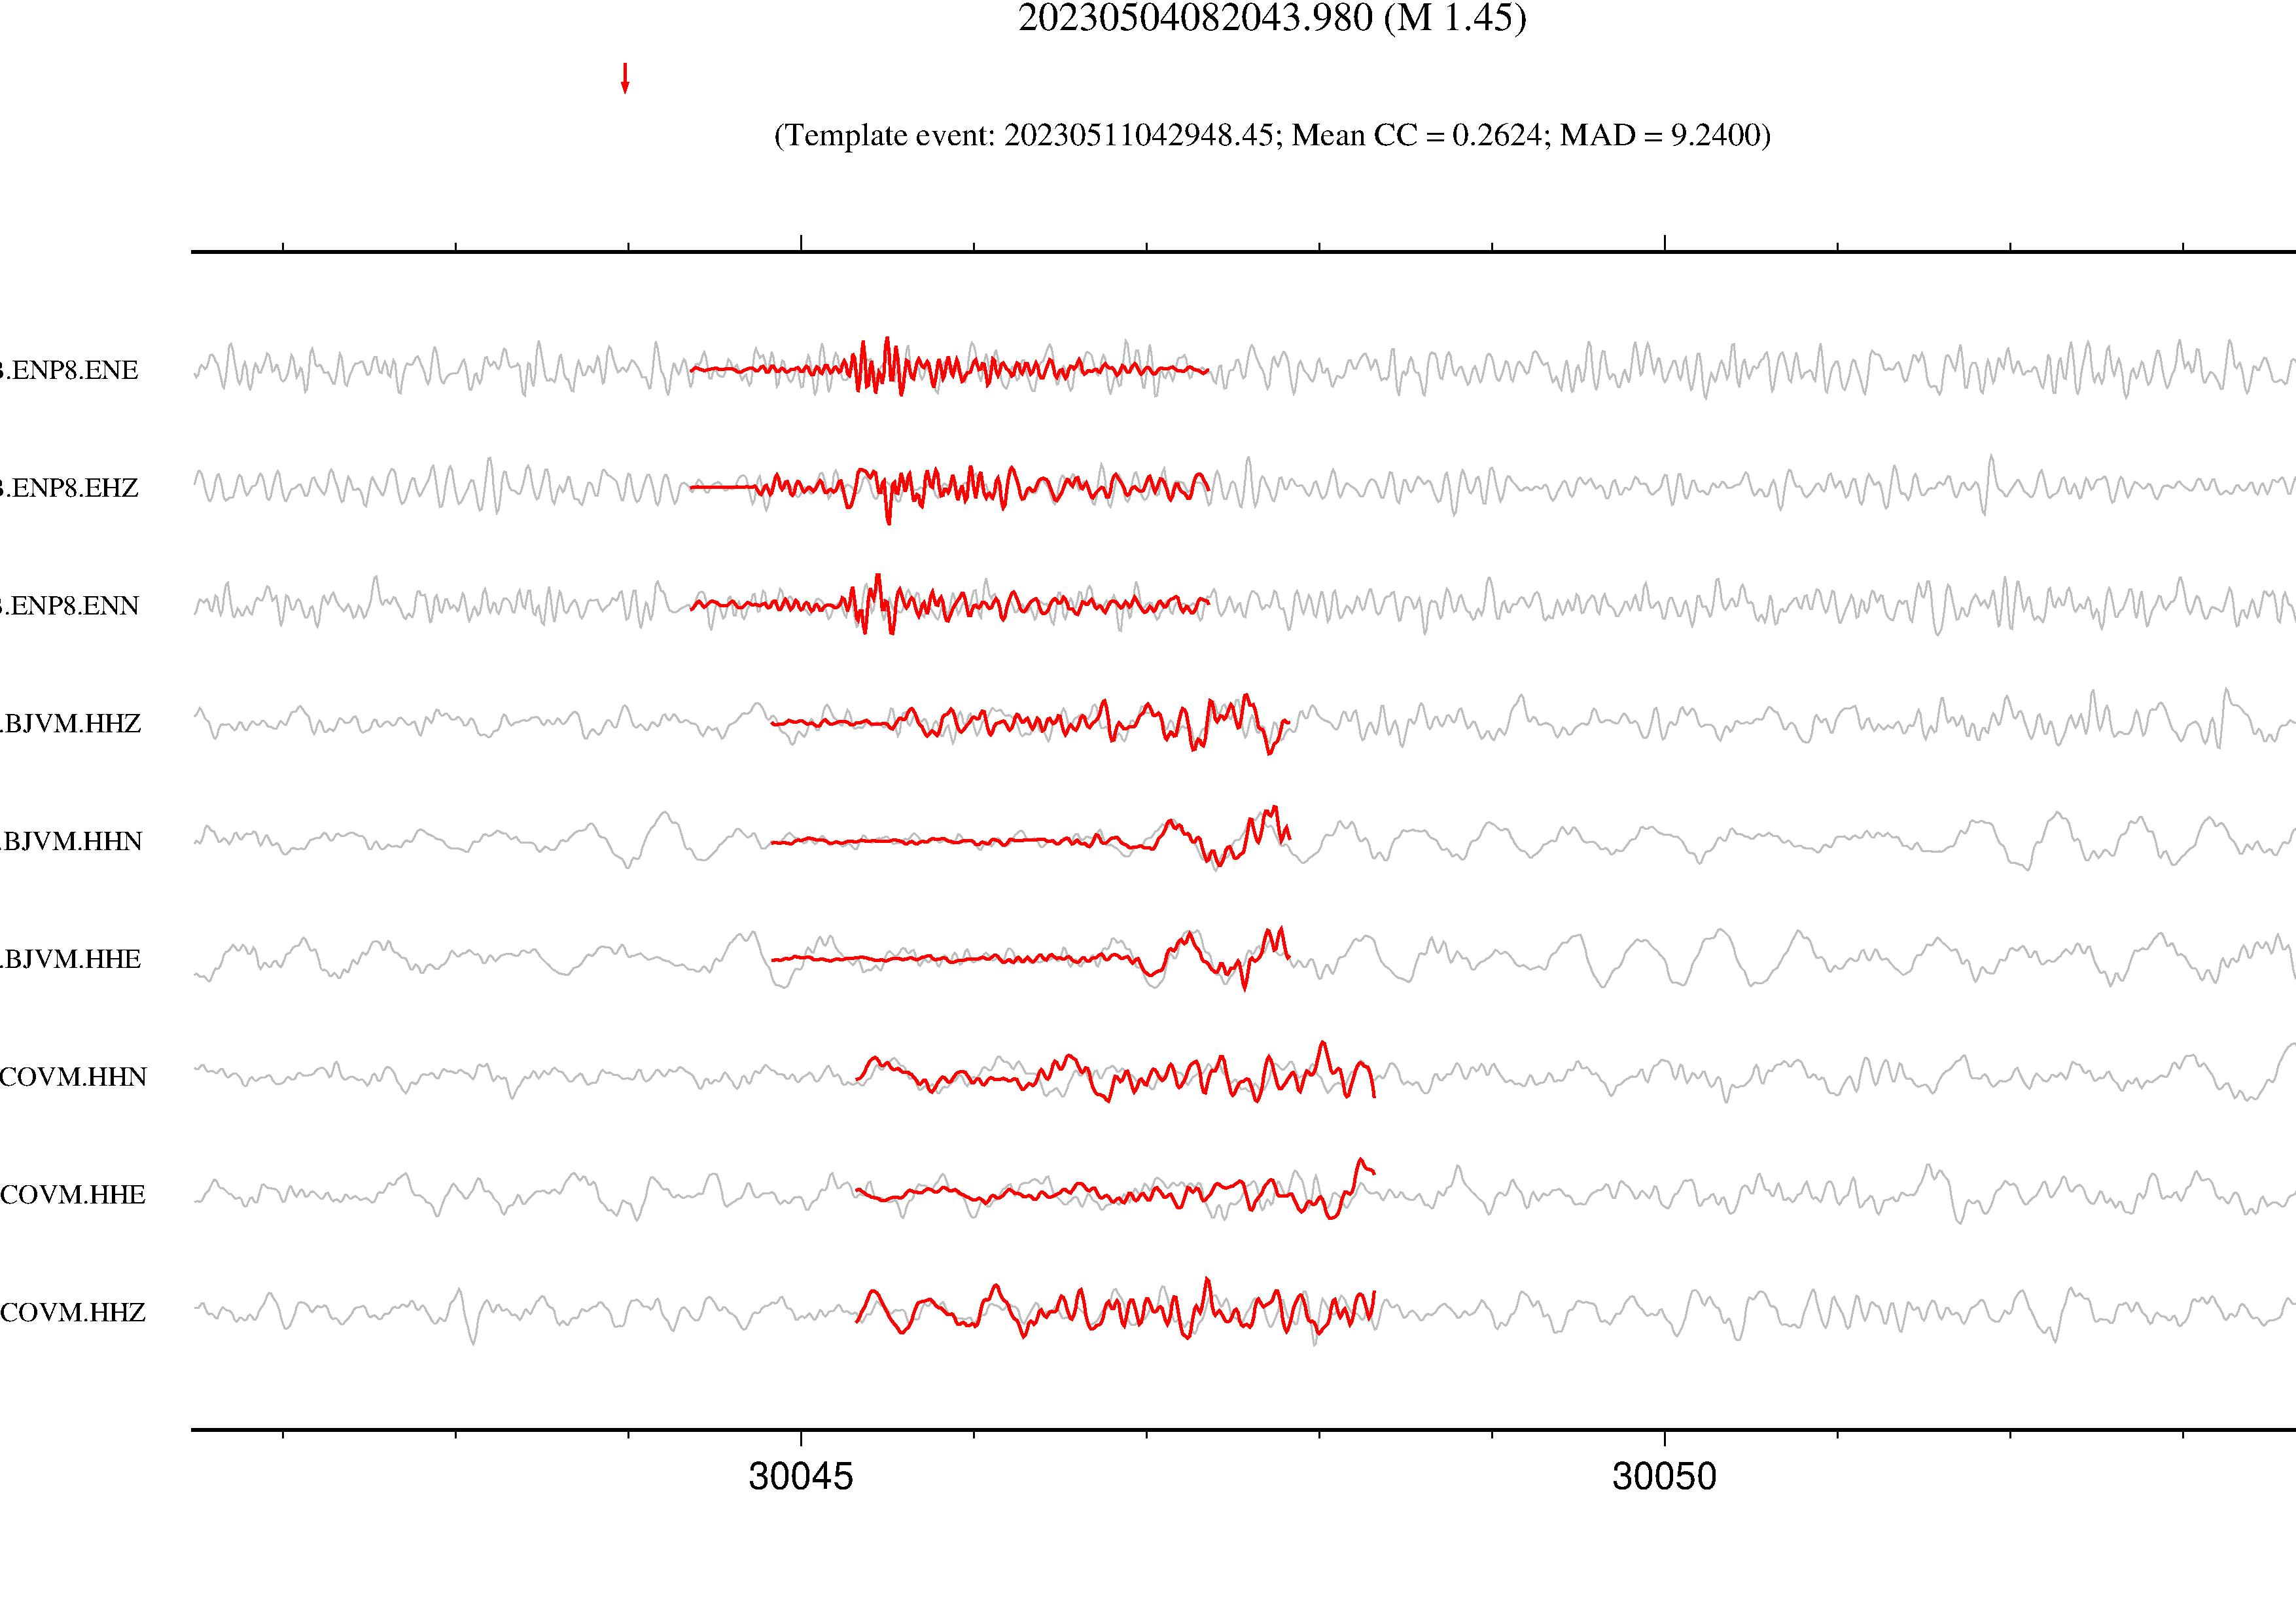 20230504082043.980 (M 1.45)
(Template event: 20230511042948.45; Mean CC = 0.2624; MAD = 9.2400)
.ENP8.ENE
.ENP8.EHZ
.ENP8.ENN
.BJVM.HHZ
.BJVM.HHN
.BJVM.HHE
COVM.HHN
COVM.HHE
COVM.HHZ
30045 30050